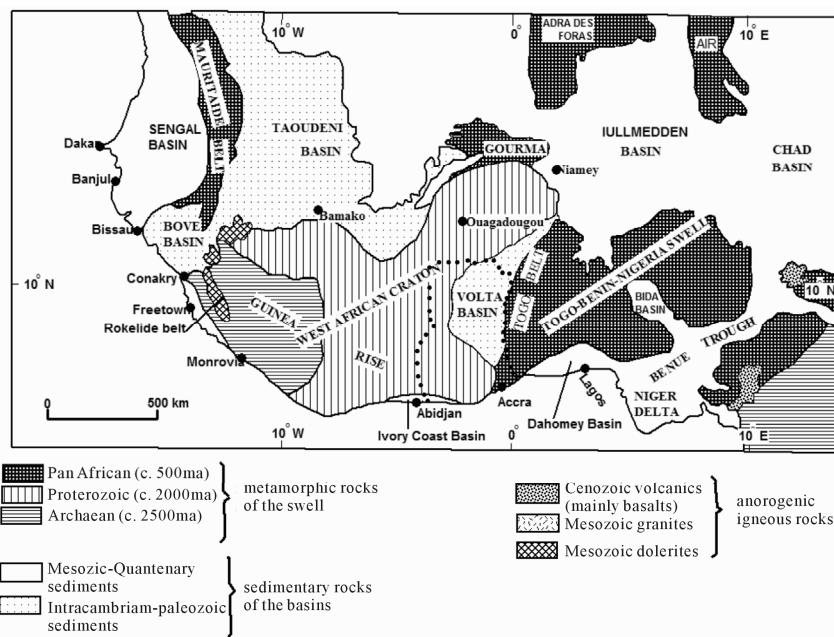 10° W
0°
10° E
ADRA DES
FORAS
AIR
MAURITAIDE
BELT
SENGAL
BASIN
TAOUDENI
BASIN
IULLMEDDEN
BASIN
CHAD
BASIN
GOURMA
Dakar
Banjul
Niamey
Bissau
BOVE
BASIN
Bamako
Ouagadougou
Conakry
10° N
10 N
Freetown
Rokelide belt
GUINEA
RISE
WEST AFRICAN CRATON
VOLTA
BASIN
TOGO BELT
TOGO-BENIN-NIGERIA SWELL
BIDA
BASIN
BENUE TROUGH
Monrovia
0
500 km
Abidjan
Accra
Lagos
NIGER
DELTA
Ivory Coast Basin
Dahomey Basin
10° W
0°
10° E
Pan African (c. 500ma)
Proterozoic (c. 2000ma)
Archaean (c. 2500ma)
metamorphic rocks
of the swell
Mesozic-Quantenary
sediments
Intracambriam-paleozoic
sediments
sedimentary rocks
of the basins
Cenozoic volcanics
(mainly basalts)
Mesozoic granites
Mesozoic dolerites
anorogenic
igneous rocks